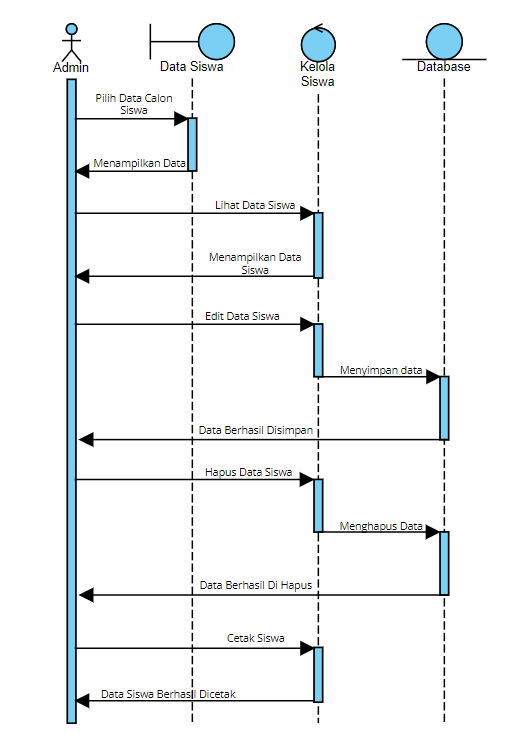 Admin
Data Siswa
Kelola
Siswa
Database
Pilih Data Calon
Siswa
Menampilkan Data
Lihat Data Siswa
Menampilkan Data
Siswa
Edit Data Siswa
Menyimpan data
Data Berhasil Disimpan
Hapus Data Siswa
Menghapus Data
Data Berhasil Di Hapus
Cetak Siswa
Data Siswa Berhasil Dicetak